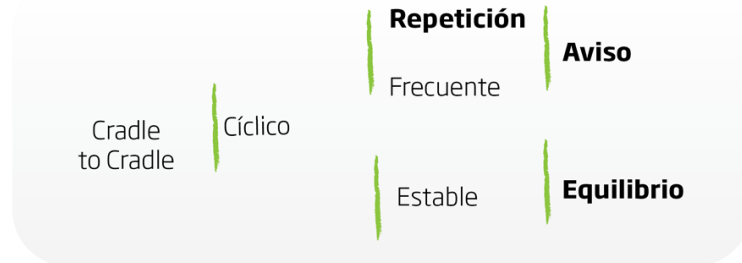 Cradle
to Cradle
Cíclico
Repetición
Frecuente
Estable
Aviso
Equilibrio